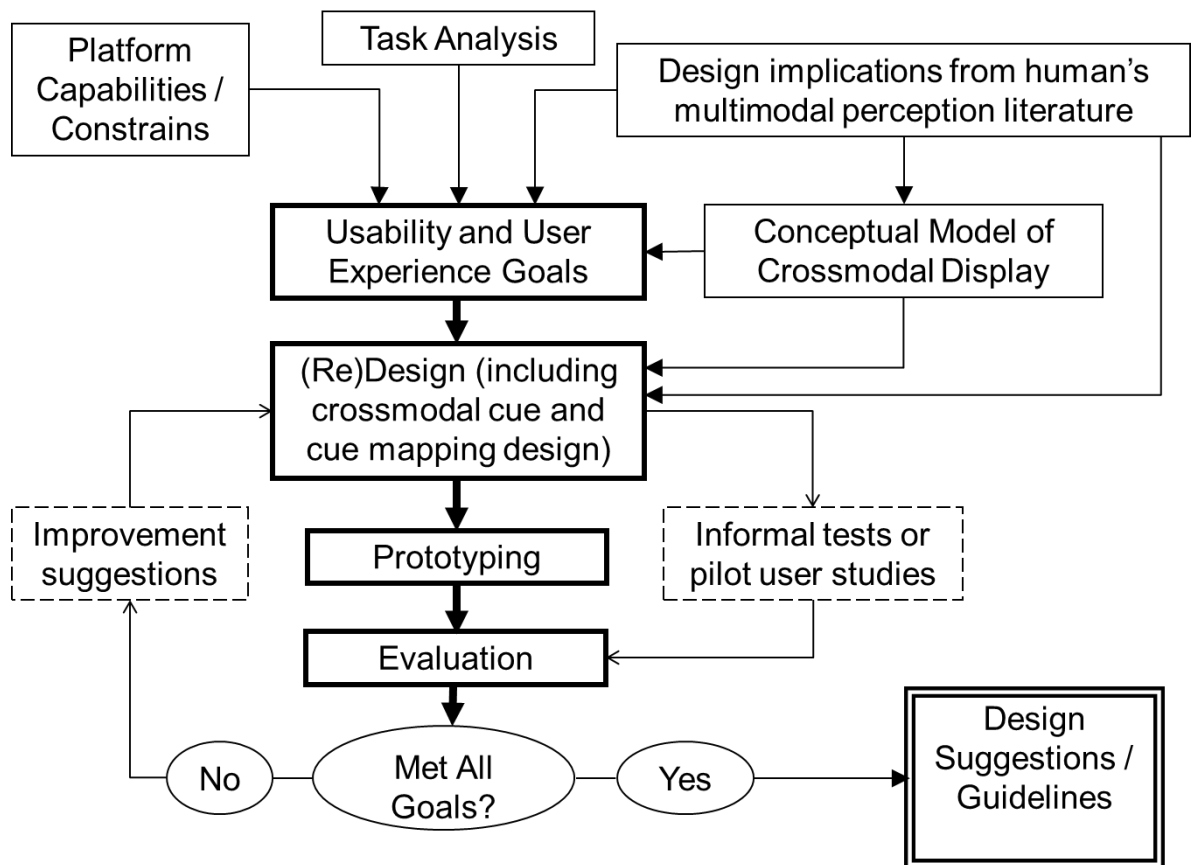 Platform
Capabilities /
Constrains
Task Analysis
Design implications from human’s
multimodal perception literature
Usability and User
Experience Goals
Conceptual Model of
Crossmodal Display
(Re)Design (including
crossmodal cue and
cue mapping design)
Improvement
suggestions
Prototyping
Informal tests or
pilot user studies
Evaluation
No
Met All
Goals?
Yes
Design
Suggestions /
Guidelines